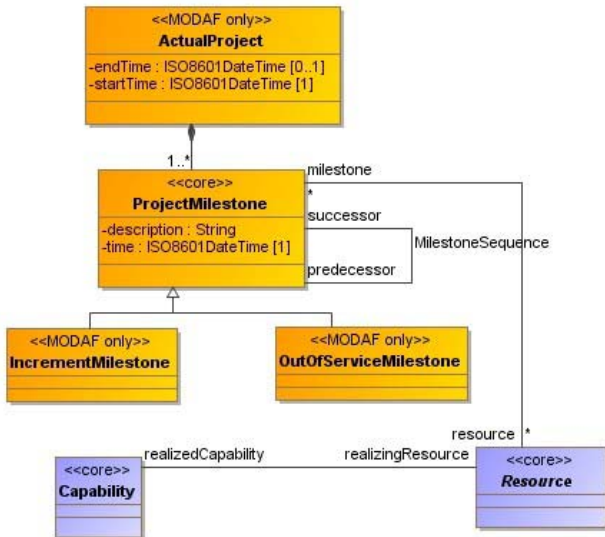 <<MODAF only>>
ActualProject
-endTime : ISO8601DateTime [0..1]
-startTime : ISO8601DateTime [1]
1..*
milestone
*
<<core>>
ProjectMilestone
-description : String
-time : ISO8601DateTime [1]
successor
MilestoneSequence
predecessor
<<MODAF only>>
IncrementMilestone
<<MODAF only>>
OutOfServiceMilestone
resource *
realizedCapability realizingResource
<<core>>
Capability
<<core>>
Resource